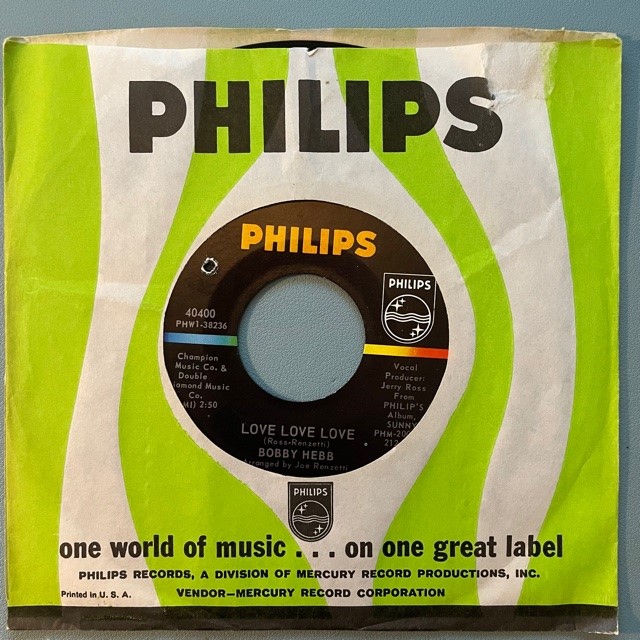 PHILIPS
PHILIPS
PHILIPS
40400
PHW1-38236
Champion
Music Co. &
Double
Music
Co.
2:50
Vocal
Producer:
Jerry Ross
From
PHILIP'S
Album,
SUNNY
LOVE LOVE LOVE
(Ross-Renzetti)
BOBBY HEBB
Arranged by Joe Renzetti
PHILIPS
one world of music . . . on one great label
PHILIPS RECORDS, A DIVISION OF MERCURY RECORD PRODUCTIONS, INC.
Printed in U. S. A.
VENDOR—MERCURY RECORD CORPORATION